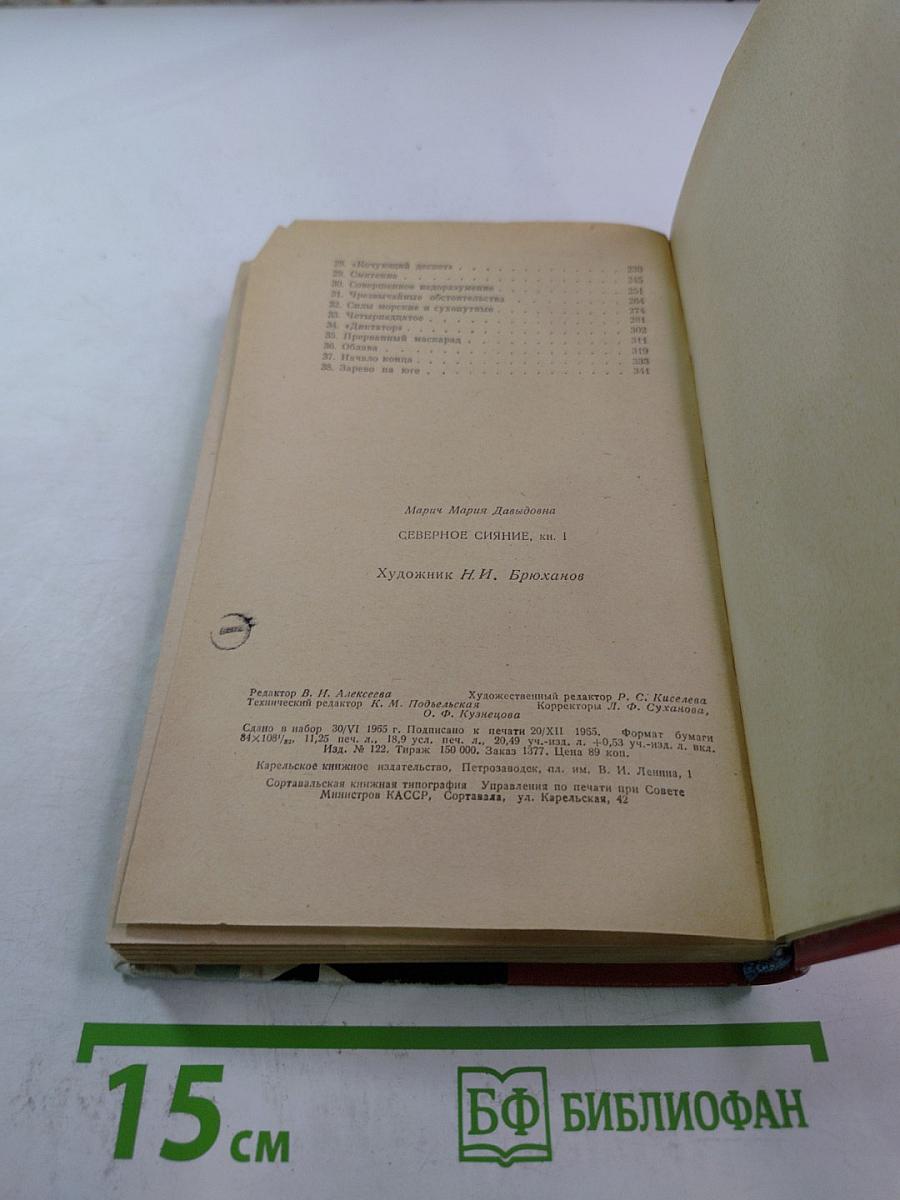 28. «Кочующий деспот» . . . . . . . . . . . 239
29. Смятение . . . . . . . . . . . 245
30. Совершенное недоразумение . . . . . . . . 251
31. Чрезвычайные обстоятельства . . . . . . . . 264
32. Силы морские и сухопутные . . . . . . . . 274
33. Четырнадцатое . . . . . . . . . . . 281
34. «Диктатор» . . . . . . . . . . . 302
35. Прерванный маскарад . . . . . . . . . 311
36. Облава . . . . . . . . . . . 319
37. Начало конца . . . . . . . . . . . 333
38. Зарево на юге . . . . . . . . . . . 341
Марич Мария Давыдовна
СЕВЕРНОЕ СИЯНИЕ, кн. 1
Художник Н. И. Брюханов
Редактор В. И. Алексеева Художественный редактор Р. С. Киселева
Технический редактор К. М. Подъельская Корректоры Л. Ф. Суханова,
О. Ф. Кузнецова
Сдано в набор 30/VI 1965 г. Подписано к печати 20/XII 1965. Формат бумаги
84×108¹/₃₂, 11,25 печ. л., 18,9 усл. печ. л., 20,49 уч.-изд. л. +0,53 уч.-изд. л. вкл.
Изд. № 122. Тираж 150 000. Заказ 1377. Цена 89 коп.
Карельское книжное издательство, Петрозаводск, пл. им. В. И. Ленина, 1
Сортавальская книжная типография Управления по печати при Совете
Министров КАССР, Сортавала, ул. Карельская, 42
15 см
БФ БИБЛИОФАН